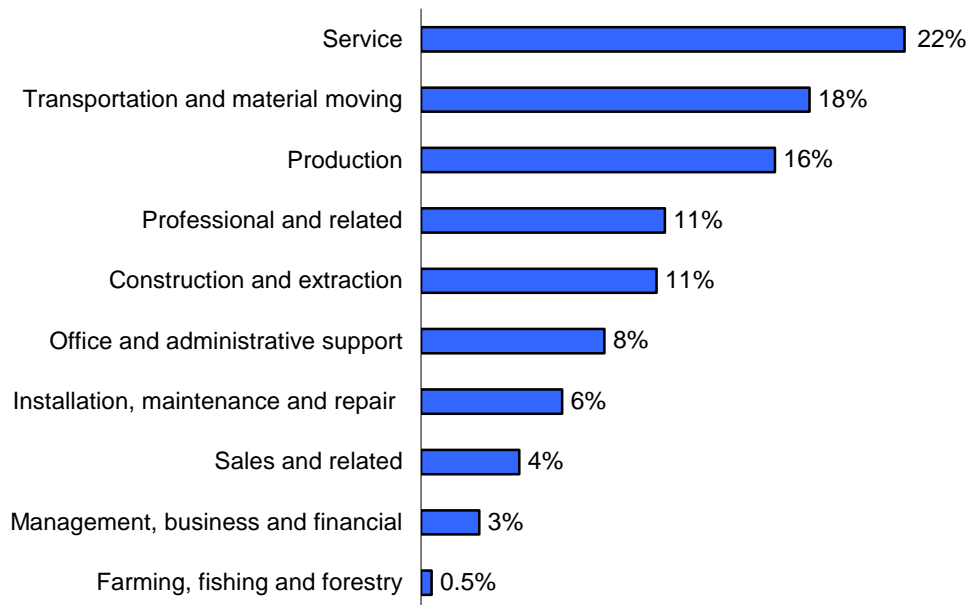 Service 22%
Transportation and material moving 18%
Production 16%
Professional and related 11%
Construction and extraction 11%
Office and administrative support 8%
Installation, maintenance and repair 6%
Sales and related 4%
Management, business and financial 3%
Farming, fishing and forestry 0.5%